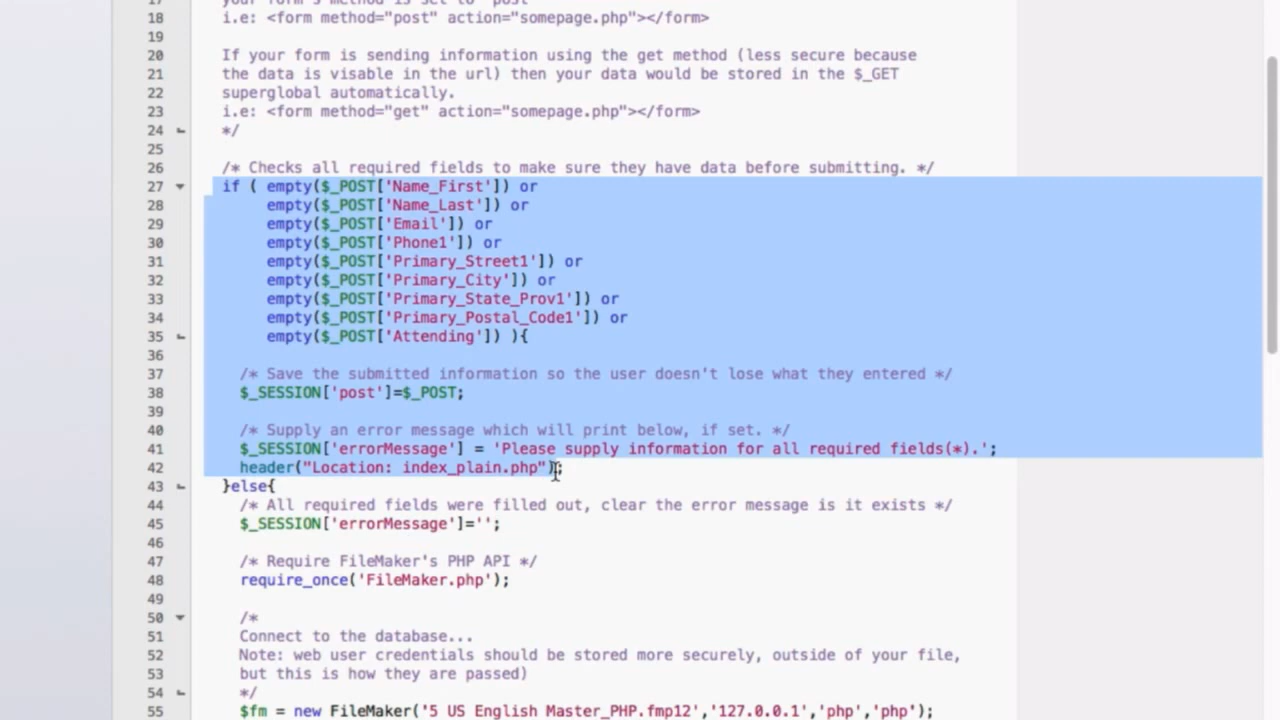 17 your form's method is set to "post"
18 i.e: <form method="post" action="somepage.php"></form>
19
20 If your form is sending information using the get method (less secure because
21 the data is visable in the url) then your data would be stored in the $_GET
22 superglobal automatically.
23 i.e: <form method="get" action="somepage.php"></form>
24 */
25
26 /* Checks all required fields to make sure they have data before submitting. */
27 if ( empty($_POST['Name_First']) or
28 empty($_POST['Name_Last']) or
29 empty($_POST['Email']) or
30 empty($_POST['Phone1']) or
31 empty($_POST['Primary_Street1']) or
32 empty($_POST['Primary_City']) or
33 empty($_POST['Primary_State_Prov1']) or
34 empty($_POST['Primary_Postal_Code1']) or
35 empty($_POST['Attending']) ){
36
37 /* Save the submitted information so the user doesn't lose what they entered */
38 $_SESSION['post']=$_POST;
39
40 /* Supply an error message which will print below, if set. */
41 $_SESSION['errorMessage'] = 'Please supply information for all required fields(*).';
42 header("Location: index_plain.php");
43 }else{
44 /* All required fields were filled out, clear the error message is it exists */
45 $_SESSION['errorMessage']='';
46
47 /* Require FileMaker's PHP API */
48 require_once('FileMaker.php');
49
50 /*
51 Connect to the database...
52 Note: web user credentials should be stored more securely, outside of your file,
53 but this is how they are passed)
54 */
55 $fm = new FileMaker('5 US English Master_PHP.fmp12','127.0.0.1','php','php');